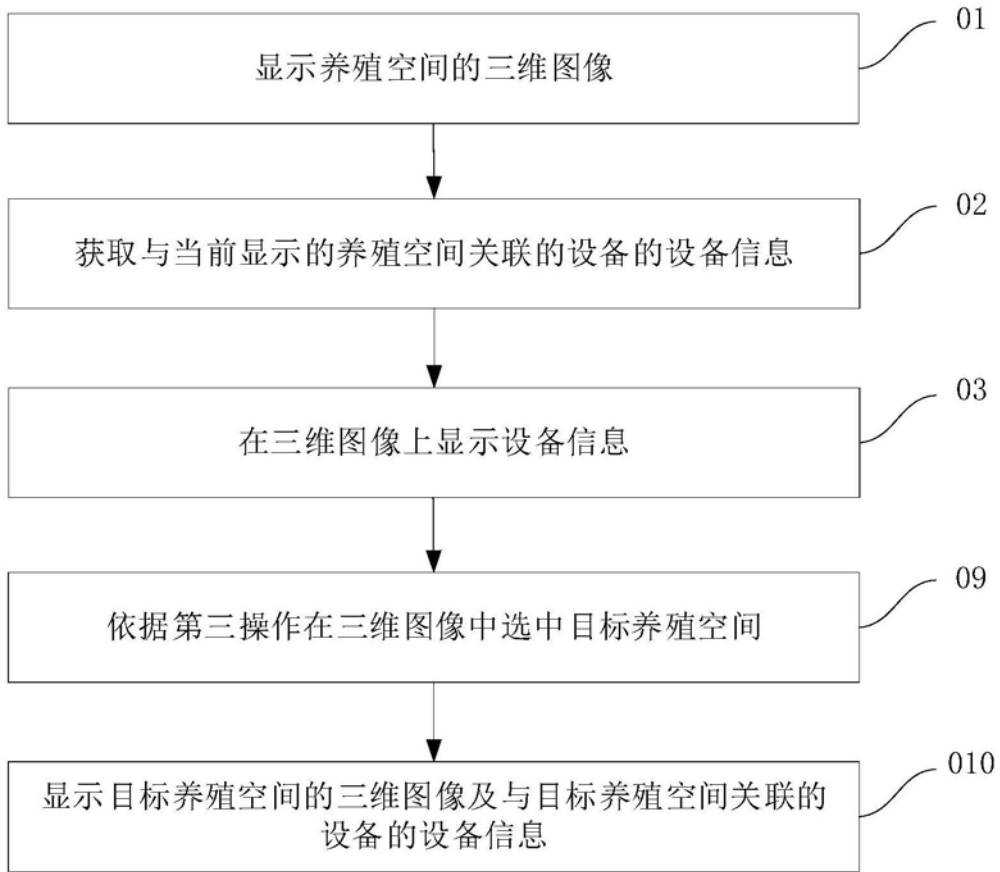 01
显示养殖空间的三维图像
02
获取与当前显示的养殖空间关联的设备的设备信息
03
在三维图像上显示设备信息
09
依据第三操作在三维图像中选中目标养殖空间
010
显示目标养殖空间的三维图像及与目标养殖空间关联的
设备的设备信息